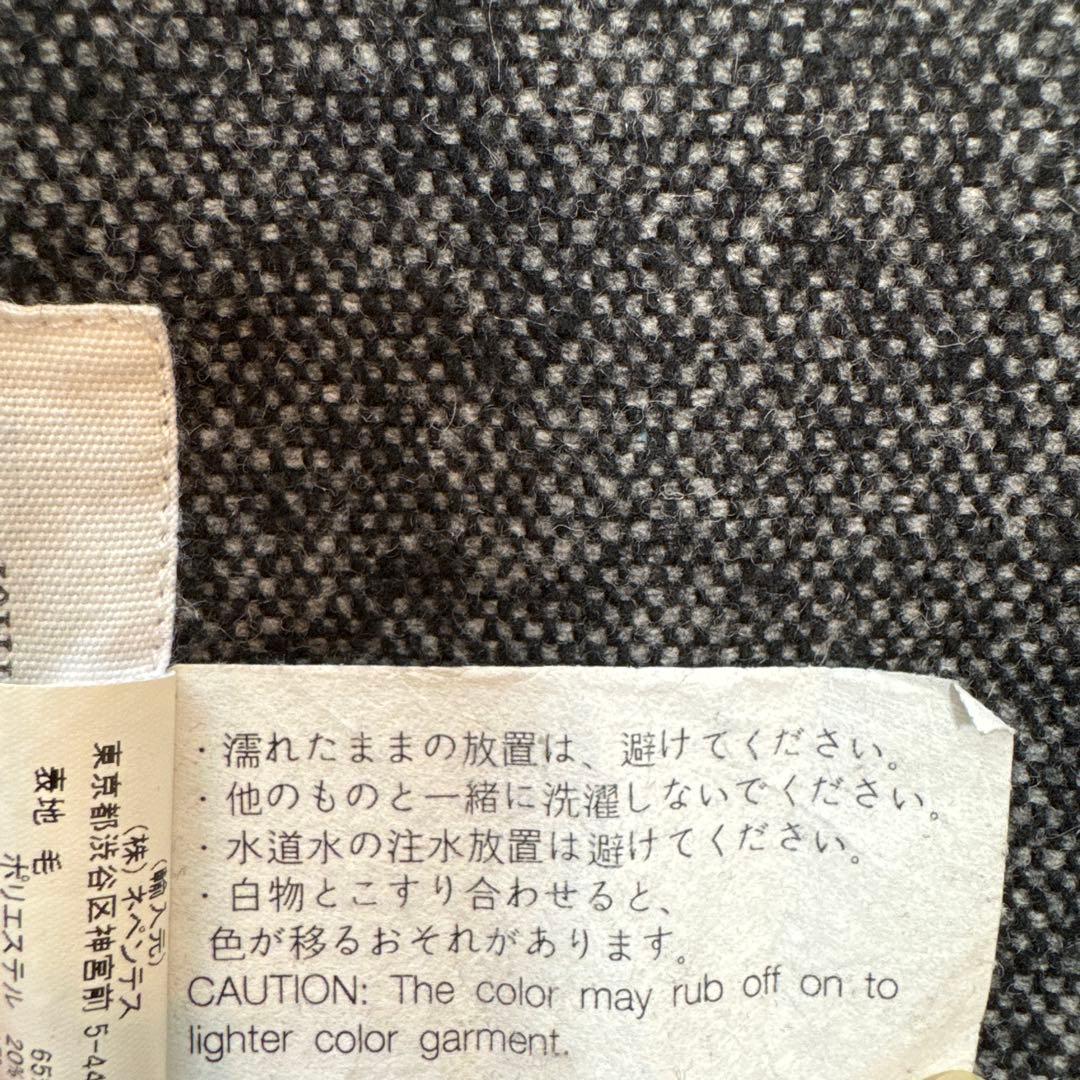 ・濡れたままの放置は、避けてください。
・他のものと一緒に洗濯しないでください。
・水道水の注水放置は避けてください。
・白物とこすり合わせると、
色が移るおそれがあります。
CAUTION: The color may rub off on to
lighter color garment.
(輸入元)
(株)ネペンテス
東京都渋谷区神宮前 5-44
表地 毛 65
ポリエステル 20%